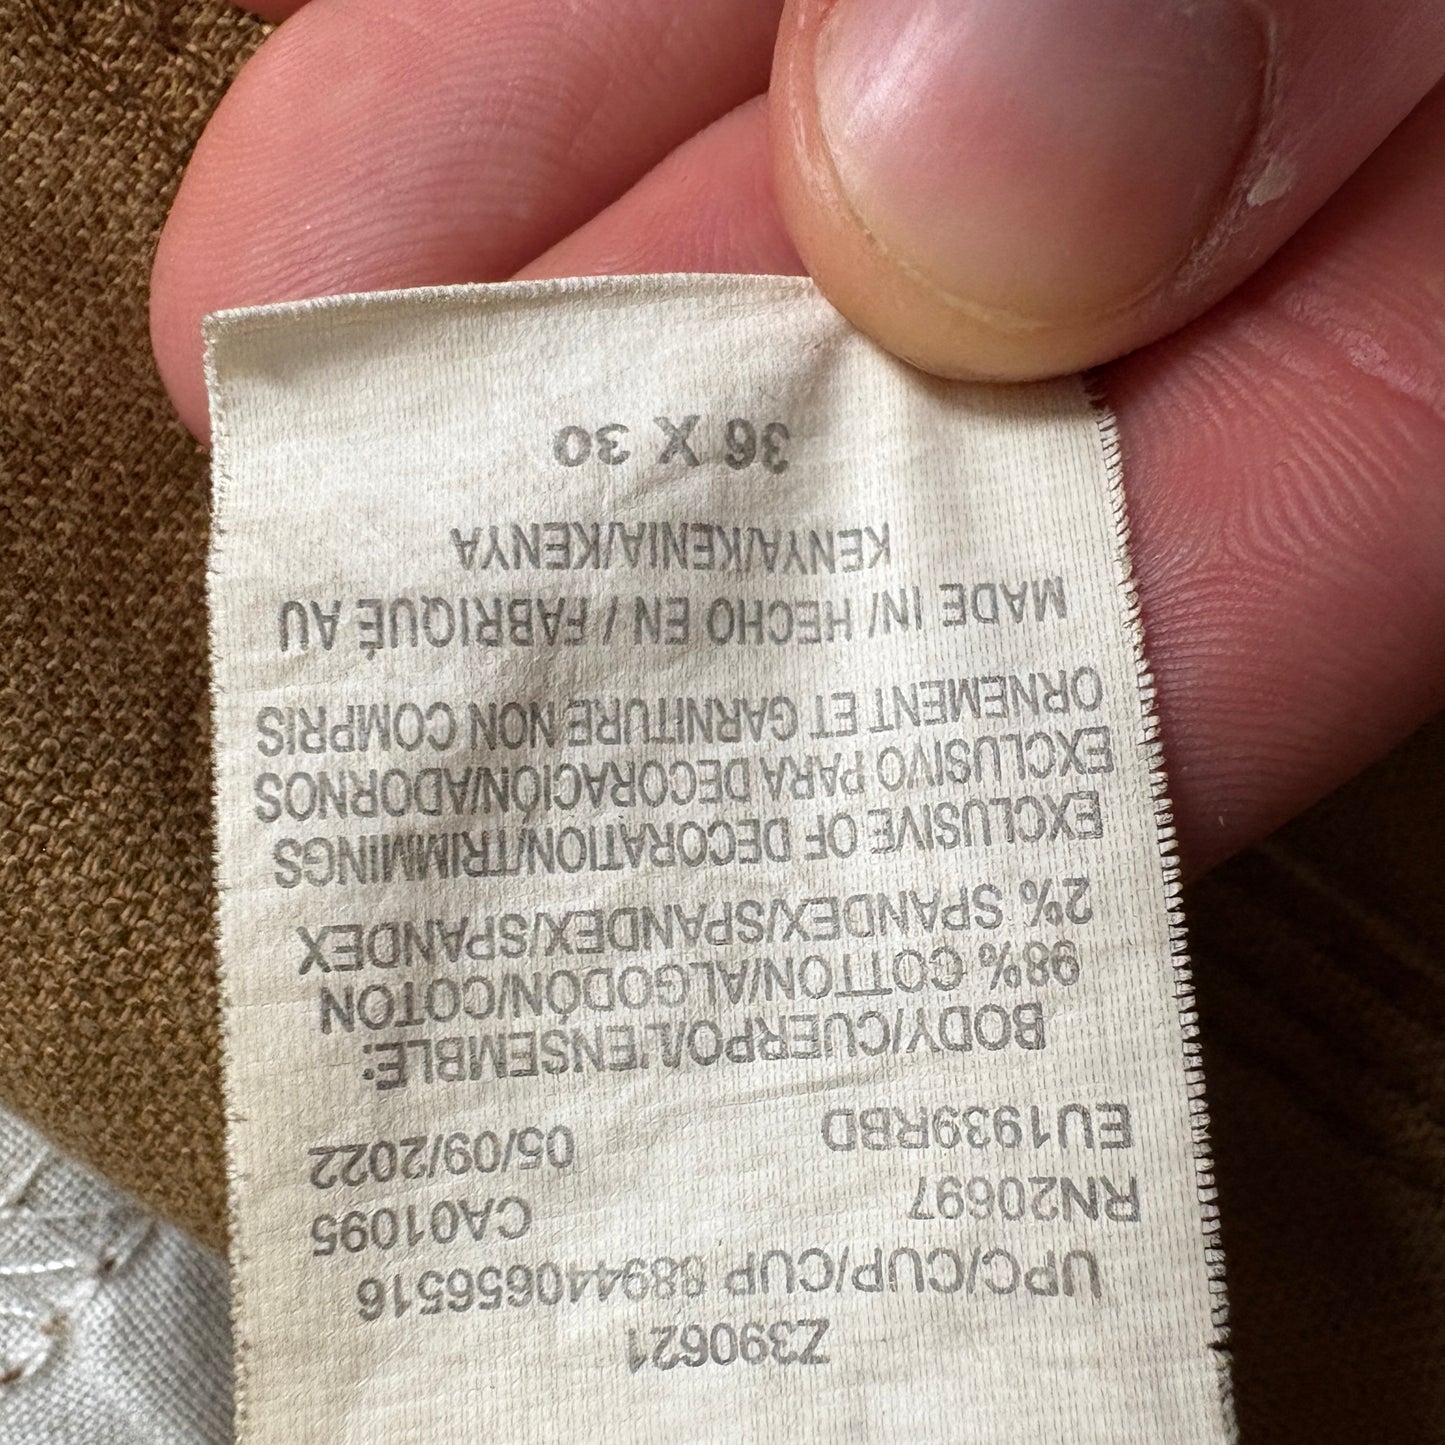 Z390621
UPC/CUP/CUP 889440656516
RN20697 CA01095
EU1939RBD 05/09/2022
BODY/CUERPO/L'ENSEMBLE:
98% COTTON/ALGODÓN/COTON
2% SPANDEX/SPANDEX/SPANDEX
EXCLUSIVE OF DECORATION/TRIMMINGS
EXCLUSIVO PARA DECORACIÓN/ADORNOS
ORNEMENT ET GARNITURE NON COMPRIS
MADE IN/ HECHO EN / FABRIQUÉ AU
KENYA/KENIA/KENYA
36 X 30